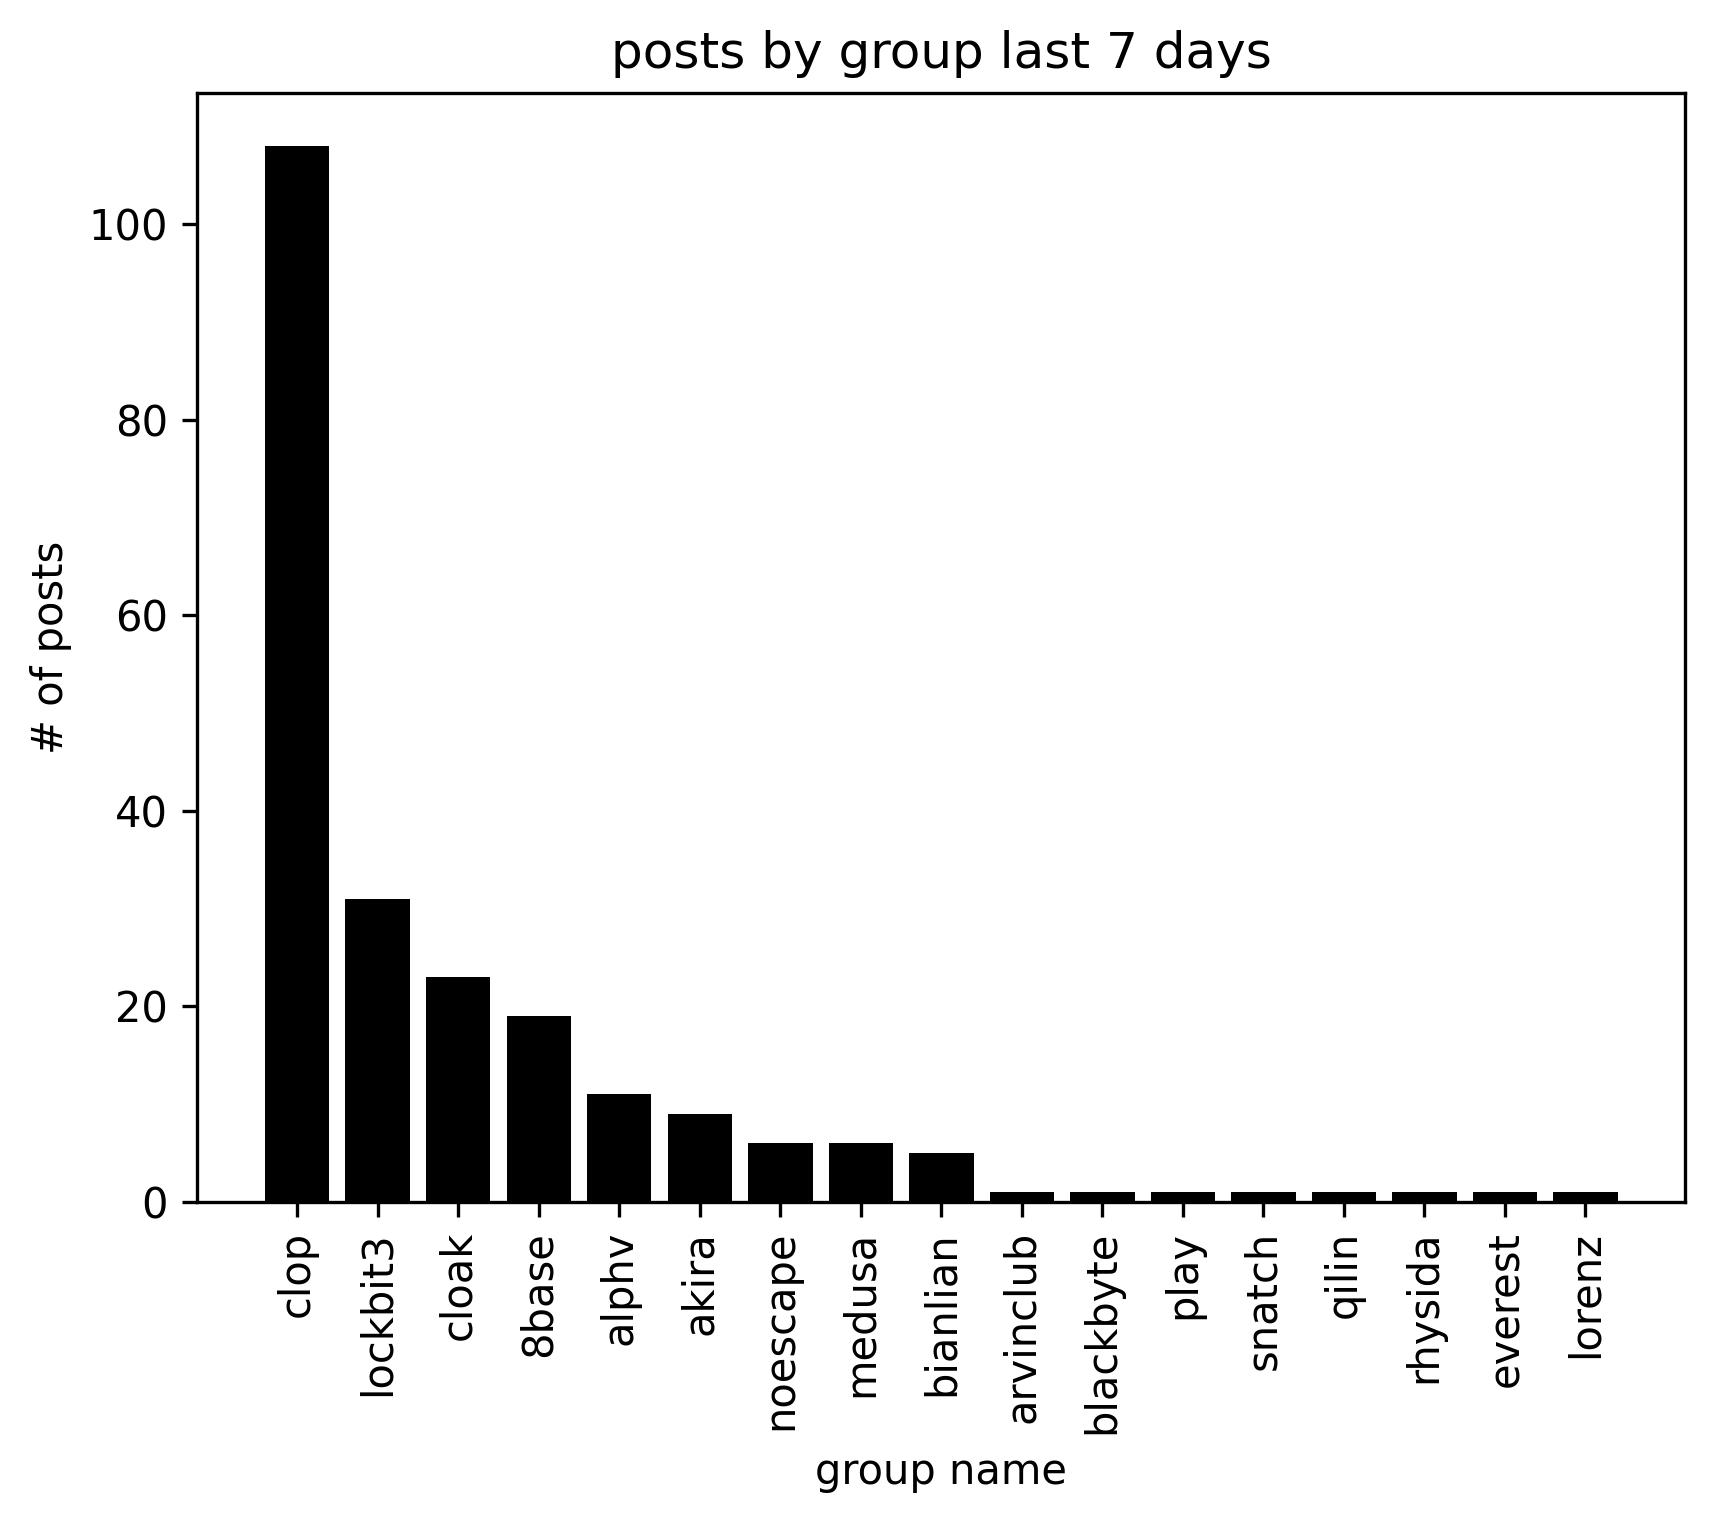 posts by group last 7 days
# of posts
100
80
60
40
20
0
clop
lockbit3
cloak
8base
alphv
akira
noescape
medusa
bianlian
arvinclub
blackbyte
play
snatch
qilin
rhysida
everest
lorenz
group name